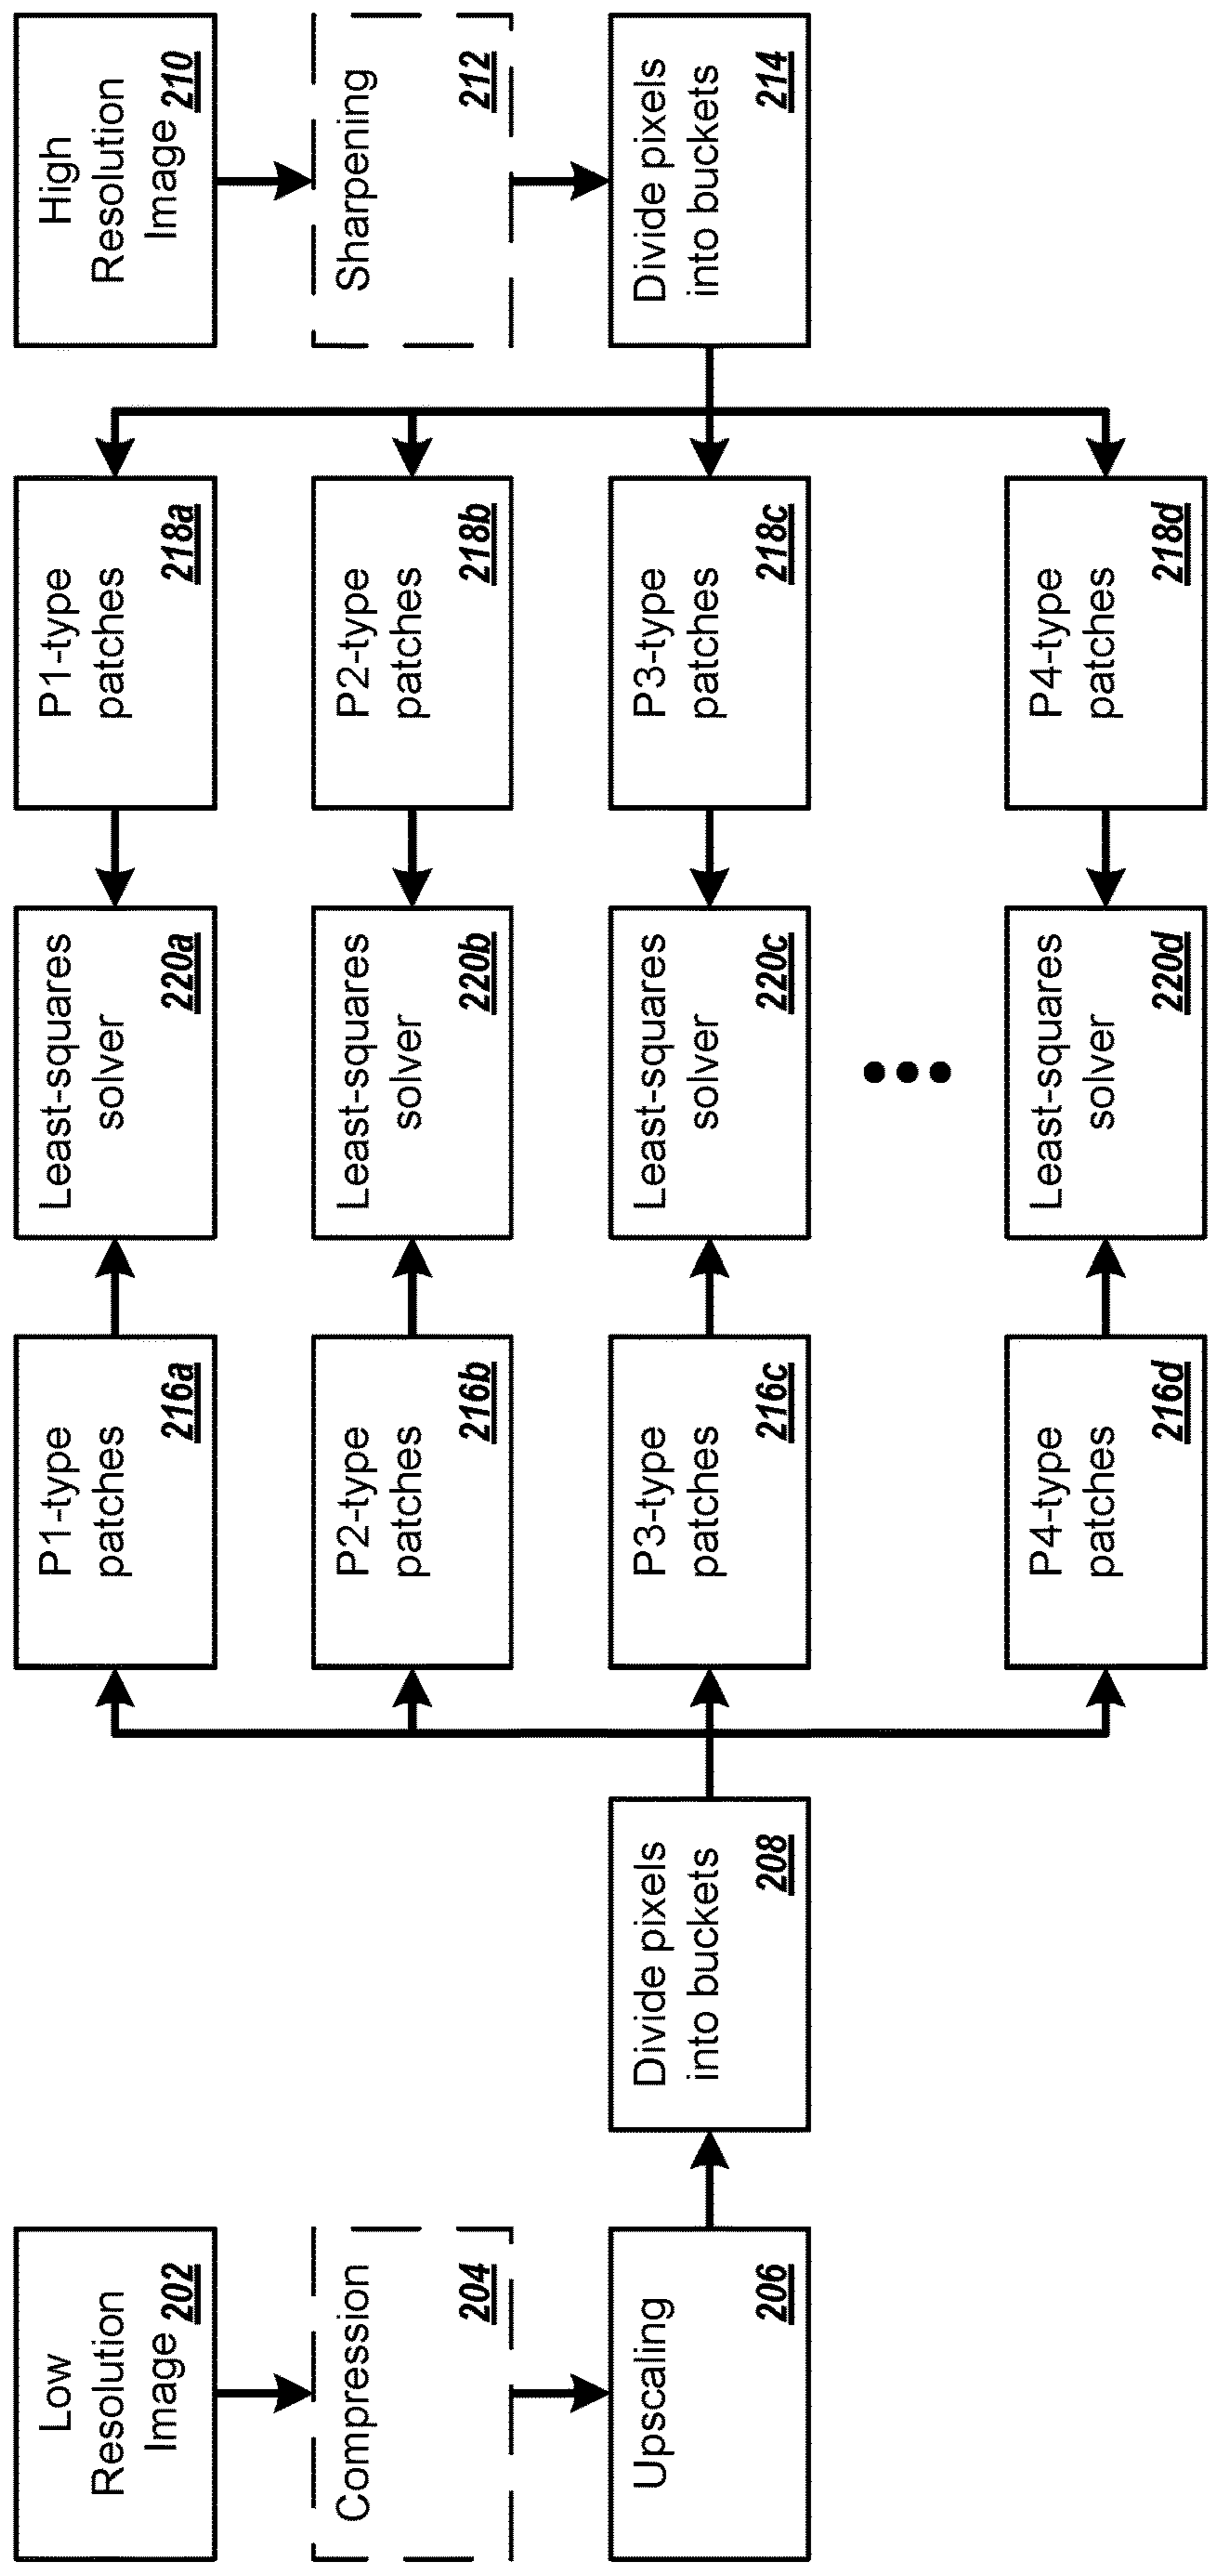 Low
Resolution
Image 202
Compression
204
Upscaling
206
Divide pixels
into buckets
208
P1-type
patches
216a
P2-type
patches
216b
P3-type
patches
216c
P4-type
patches
216d
Least-squares
solver
220a
Least-squares
solver
220b
Least-squares
solver
220c
Least-squares
solver
220d
P1-type
patches
218a
P2-type
patches
218b
P3-type
patches
218c
P4-type
patches
218d
High
Resolution
Image 210
Sharpening
212
Divide pixels
into buckets
214